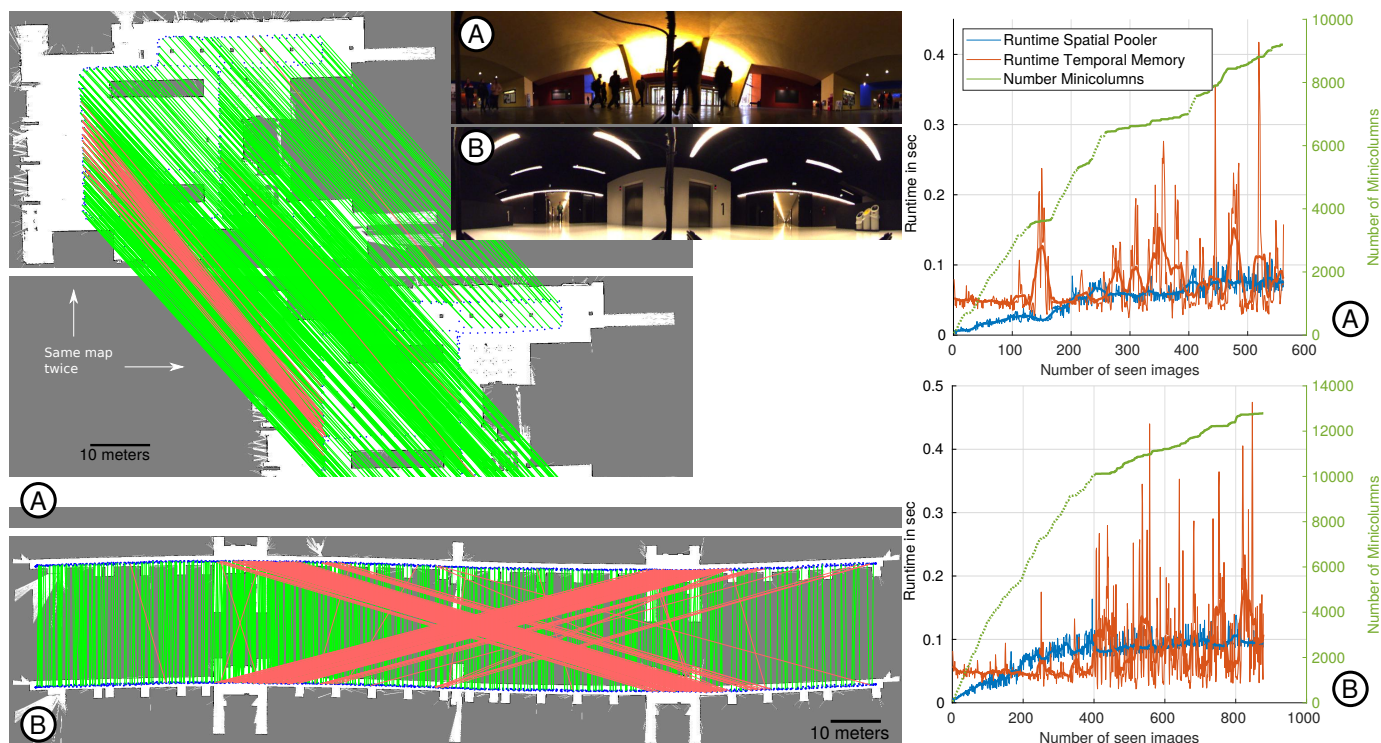 A
B
Same map
twice
10 meters
A
B
10 meters
Runtime Spatial Pooler
Runtime Temporal Memory
Number Minicolumns
0.4
0.3
0.2
0.1
0
Runtime in sec
10000
8000
6000
4000
2000
0
Number of Minicolumns
0 100 200 300 400 500 600
Number of seen images
A
0.5
0.4
0.3
0.2
0.1
0
Runtime in sec
14000
12000
10000
8000
6000
4000
2000
0
Number of Minicolumns
0 200 400 600 800 1000
Number of seen images
B